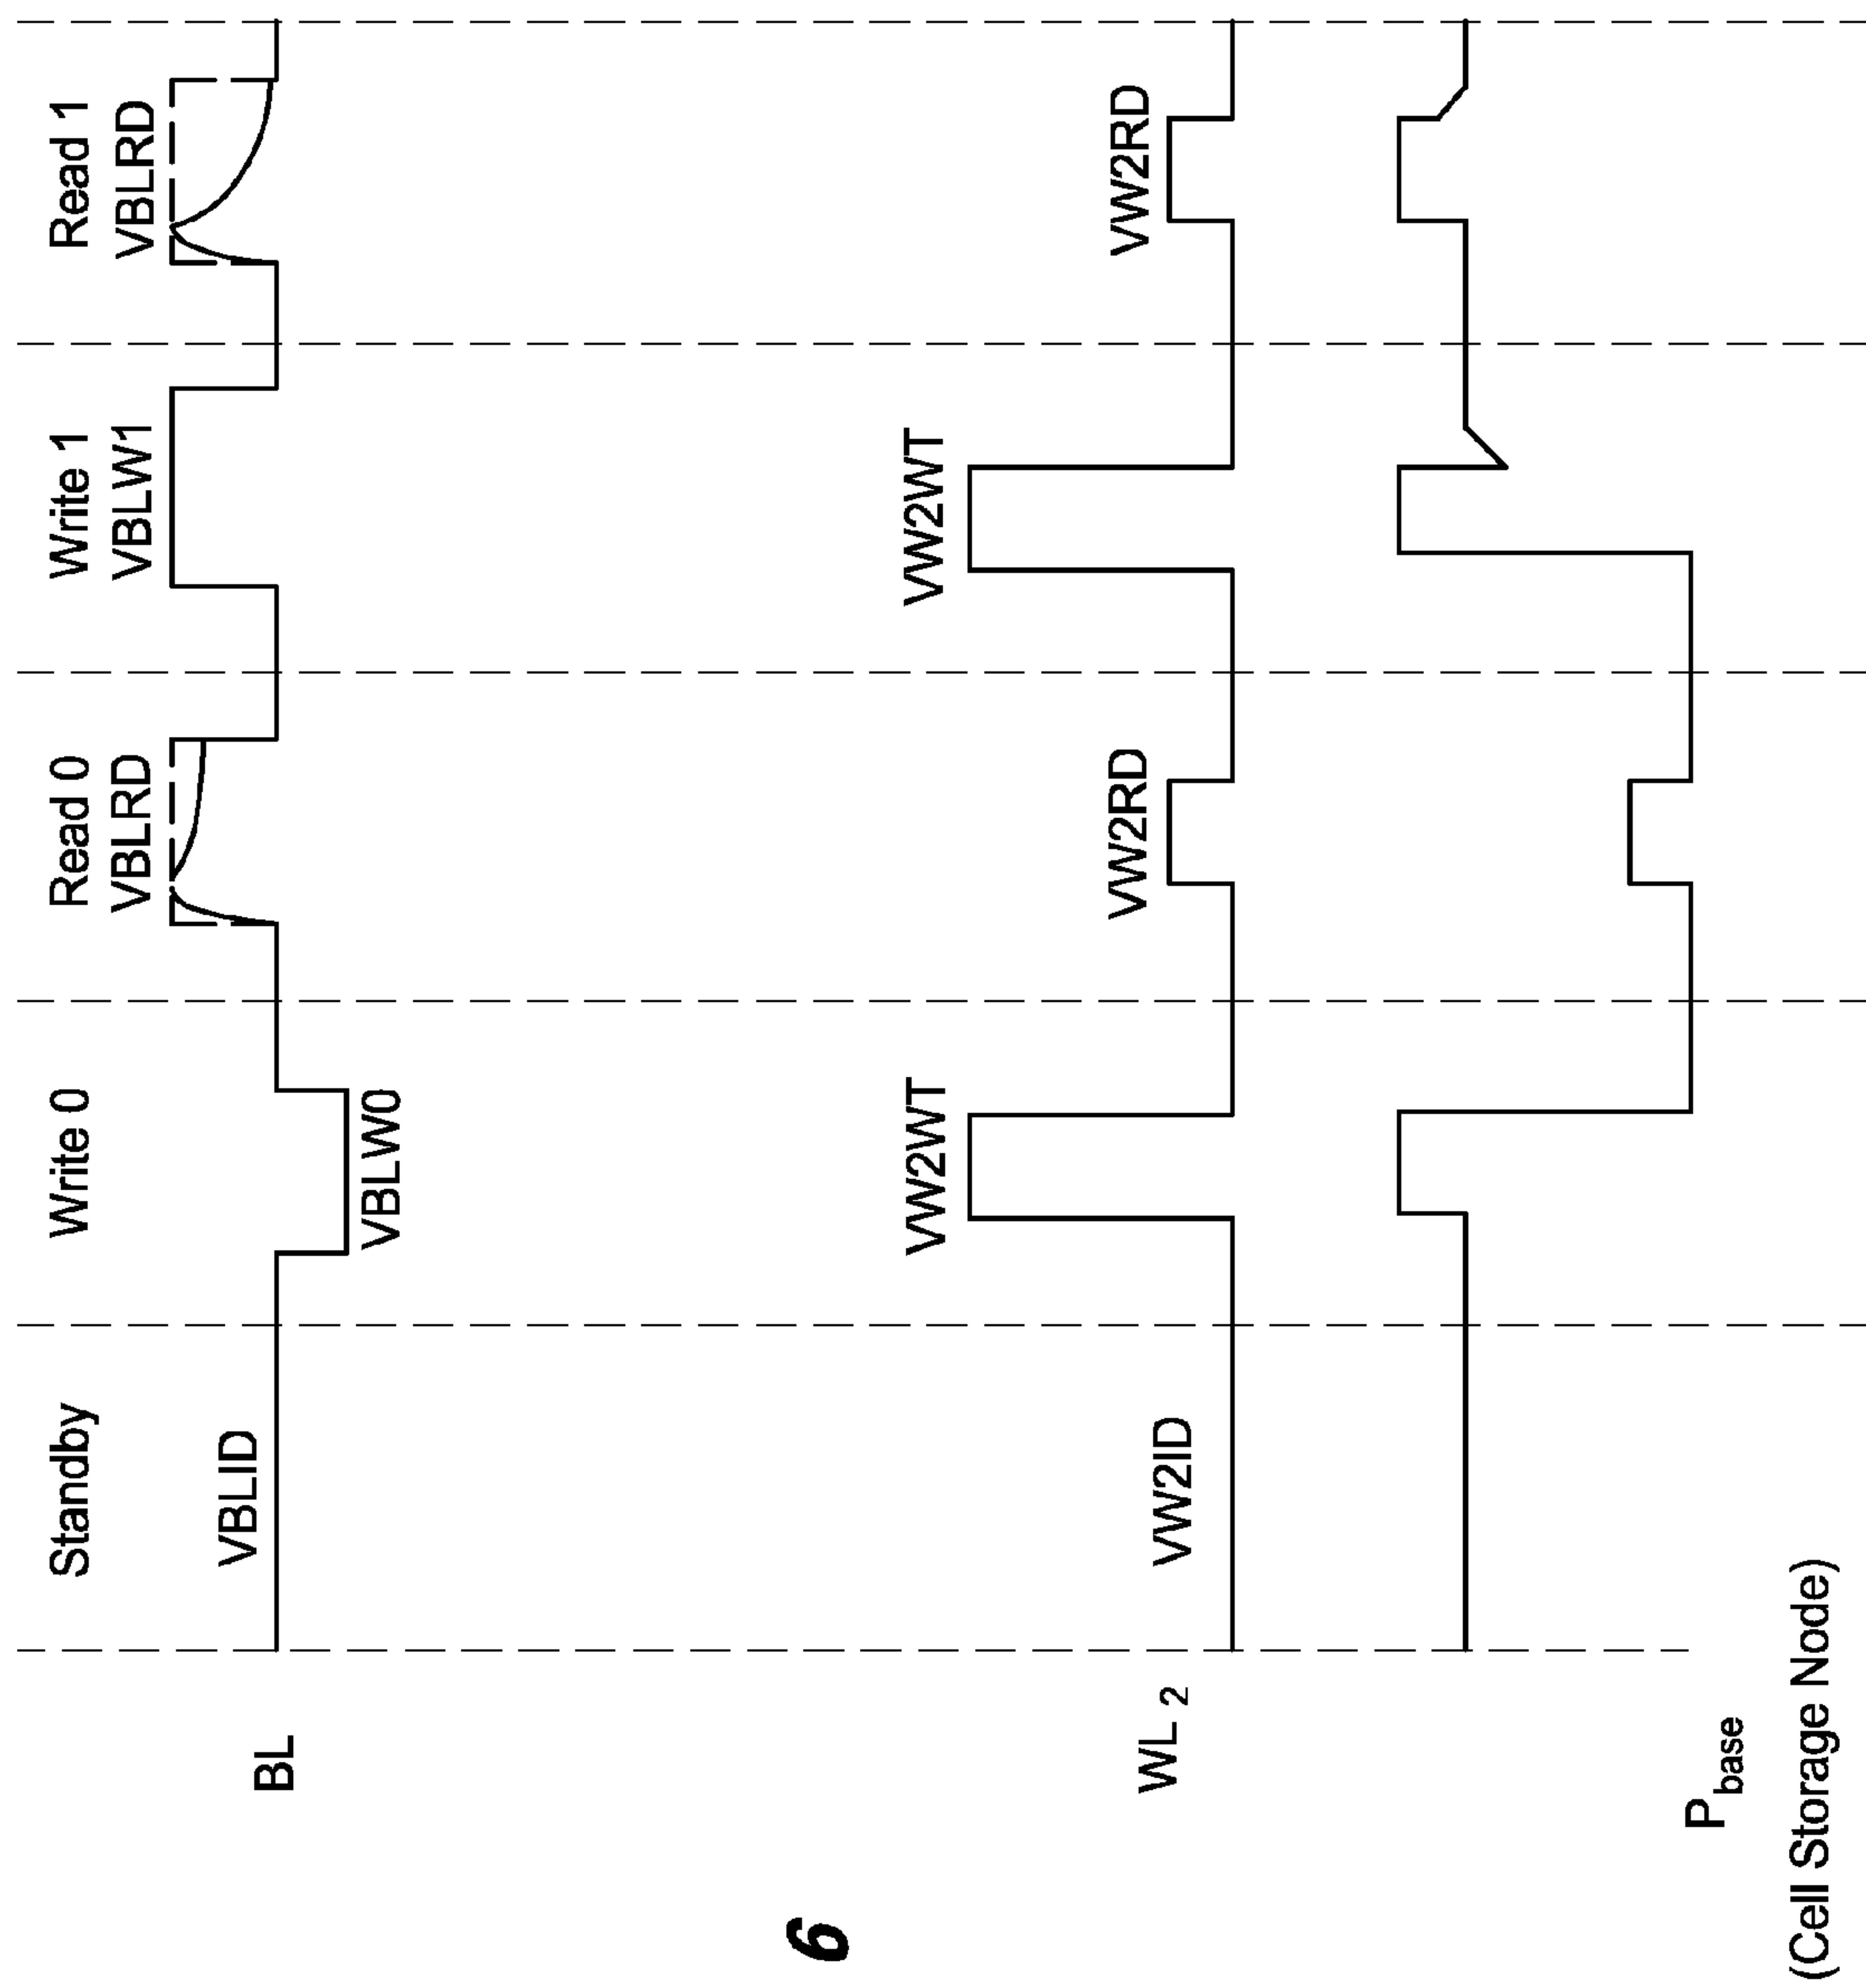 Standby
Write 0
Read 0
Write 1
Read 1
BL
VBLID
VBLW0
VBLRD
VBLW1
VBLRD
WL 2
VW2ID
VW2WT
VW2RD
VW2WT
VW2RD
P base
(Cell Storage Node)
6